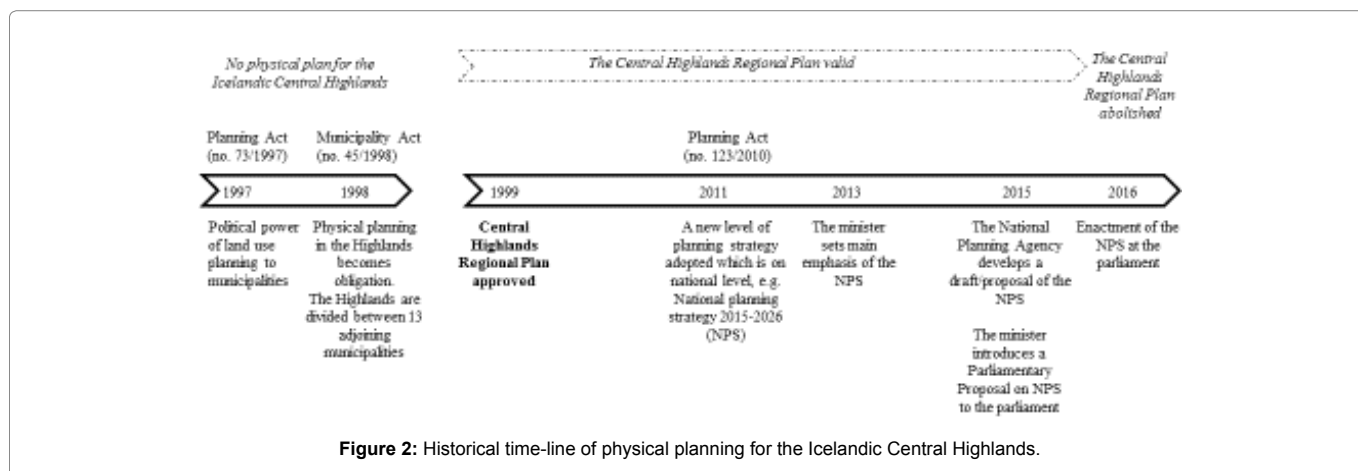 No physical plan for the
Icelandic Central Highlands
The Central Highlands Regional Plan valid
The Central
Highlands
Regional Plan
abolished
Planning Act
(no. 73/1997)
Municipality Act
(no. 45/1998)
Planning Act
(no. 123/2010)
1997
1998
1999
2011
2013
2015
2016
Political power
of land use
planning to
municipalities
Physical planning
in the Highlands
becomes
obligation.
The Highlands are
divided between 13
adjoining
municipalities
Central
Highlands
Regional Plan
approved
A new level of
planning strategy
adopted which is on
national level, e.g.
National planning
strategy 2015-2026
(NPS)
The minister
sets main
emphasis of the
NPS
The National
Planning Agency
develops a
draft/proposal of the
NPS
The minister
introduces a
Parliamentary
Proposal on NPS
to the parliament
Enactment of the
NPS at the
parliament
Figure 2: Historical time-line of physical planning for the Icelandic Central Highlands.